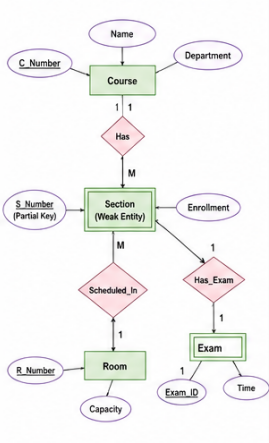 Name
C_Number
Department
Course
1 1
Has
M
S_Number
(Partial Key)
Section
(Weak Entity)
Enrollment
M
1
Scheduled_In
Has_Exam
1
1
Exam
R_Number
Room
1
Exam_ID
Time
Capacity